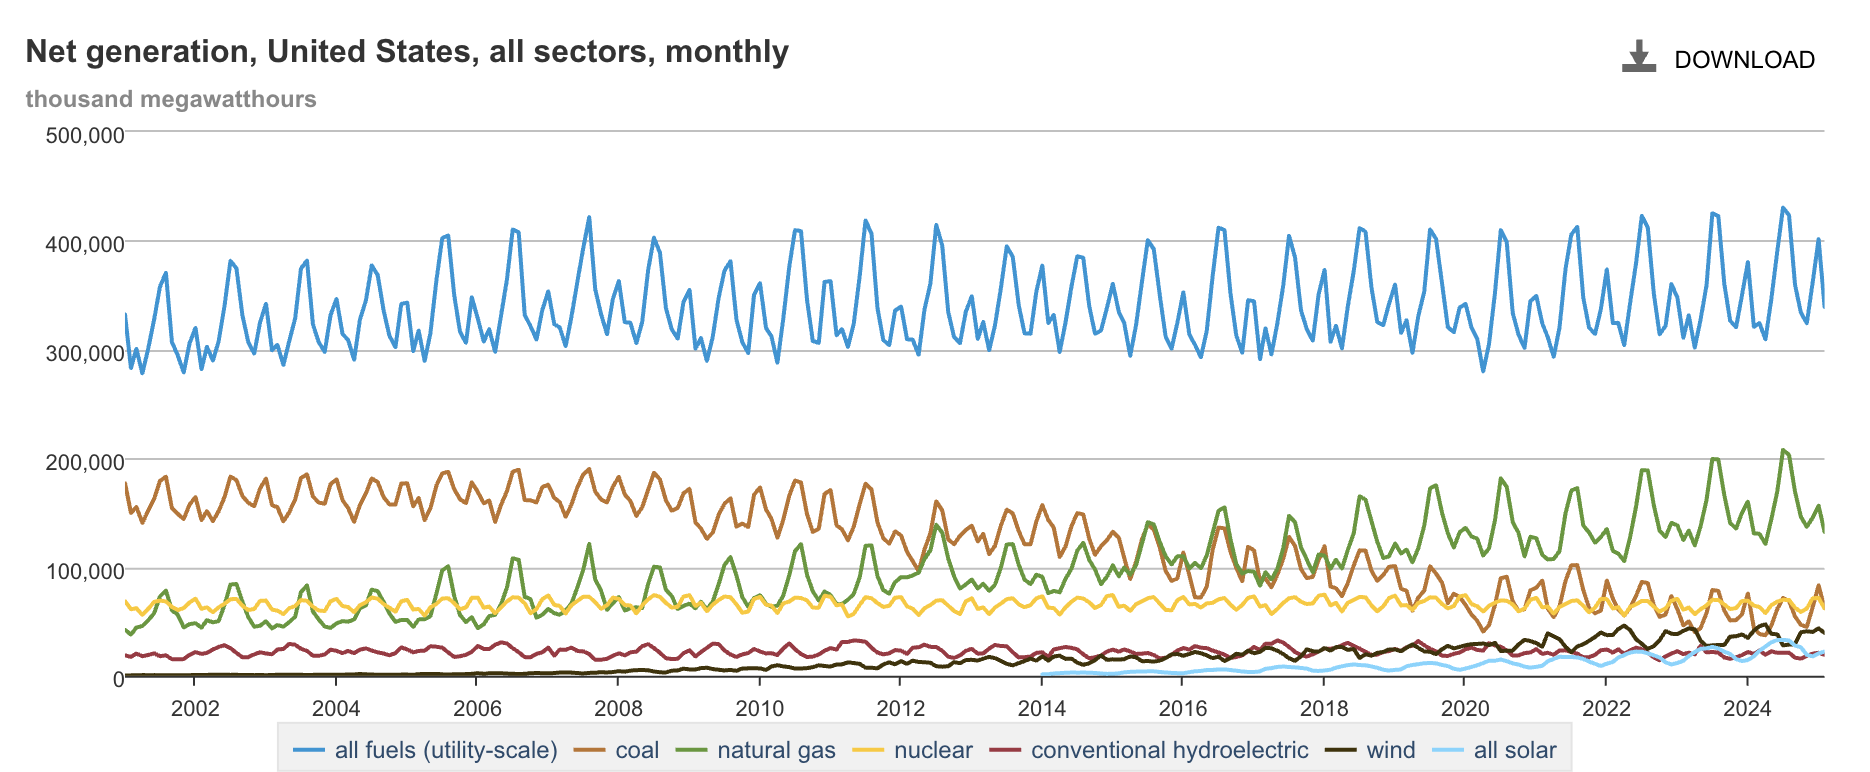 Net generation, United States, all sectors, monthly
DOWNLOAD
thousand megawatthours
500,000
400,000
300,000
200,000
100,000
0
2002 2004 2006 2008 2010 2012 2014 2016 2018 2020 2022 2024
all fuels (utility-scale) coal natural gas nuclear conventional hydroelectric wind all solar